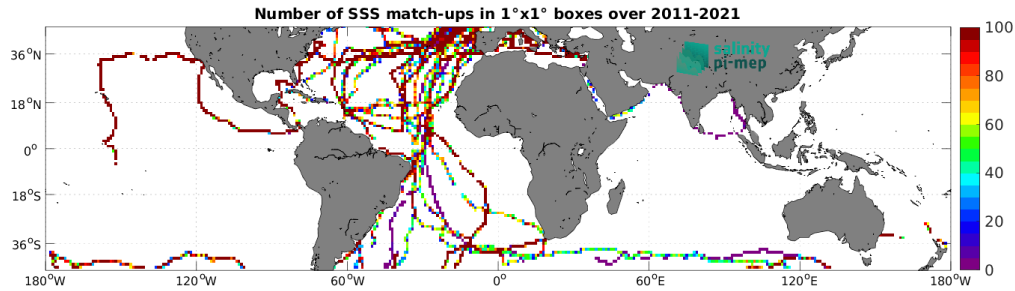 Number of SSS match-ups in 1°x1° boxes over 2011-2021
salinity
pi-mep
36°N
18°N
0°
18°S
36°S
180°W
120°W
60°W
0°
60°E
120°E
180°W
100
80
60
40
20
0